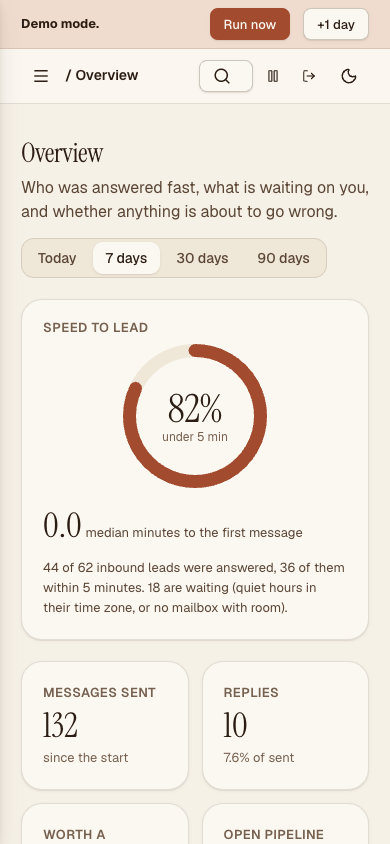 Demo mode.
Run now
+1 day
/ Overview
Overview
Who was answered fast, what is waiting on you,
and whether anything is about to go wrong.
Today
7 days
30 days
90 days
SPEED TO LEAD
82%
under 5 min
0.0 median minutes to the first message
44 of 62 inbound leads were answered, 36 of them
within 5 minutes. 18 are waiting (quiet hours in
their time zone, or no mailbox with room).
MESSAGES SENT
132
since the start
REPLIES
10
7.6% of sent
WORTH A
OPEN PIPELINE